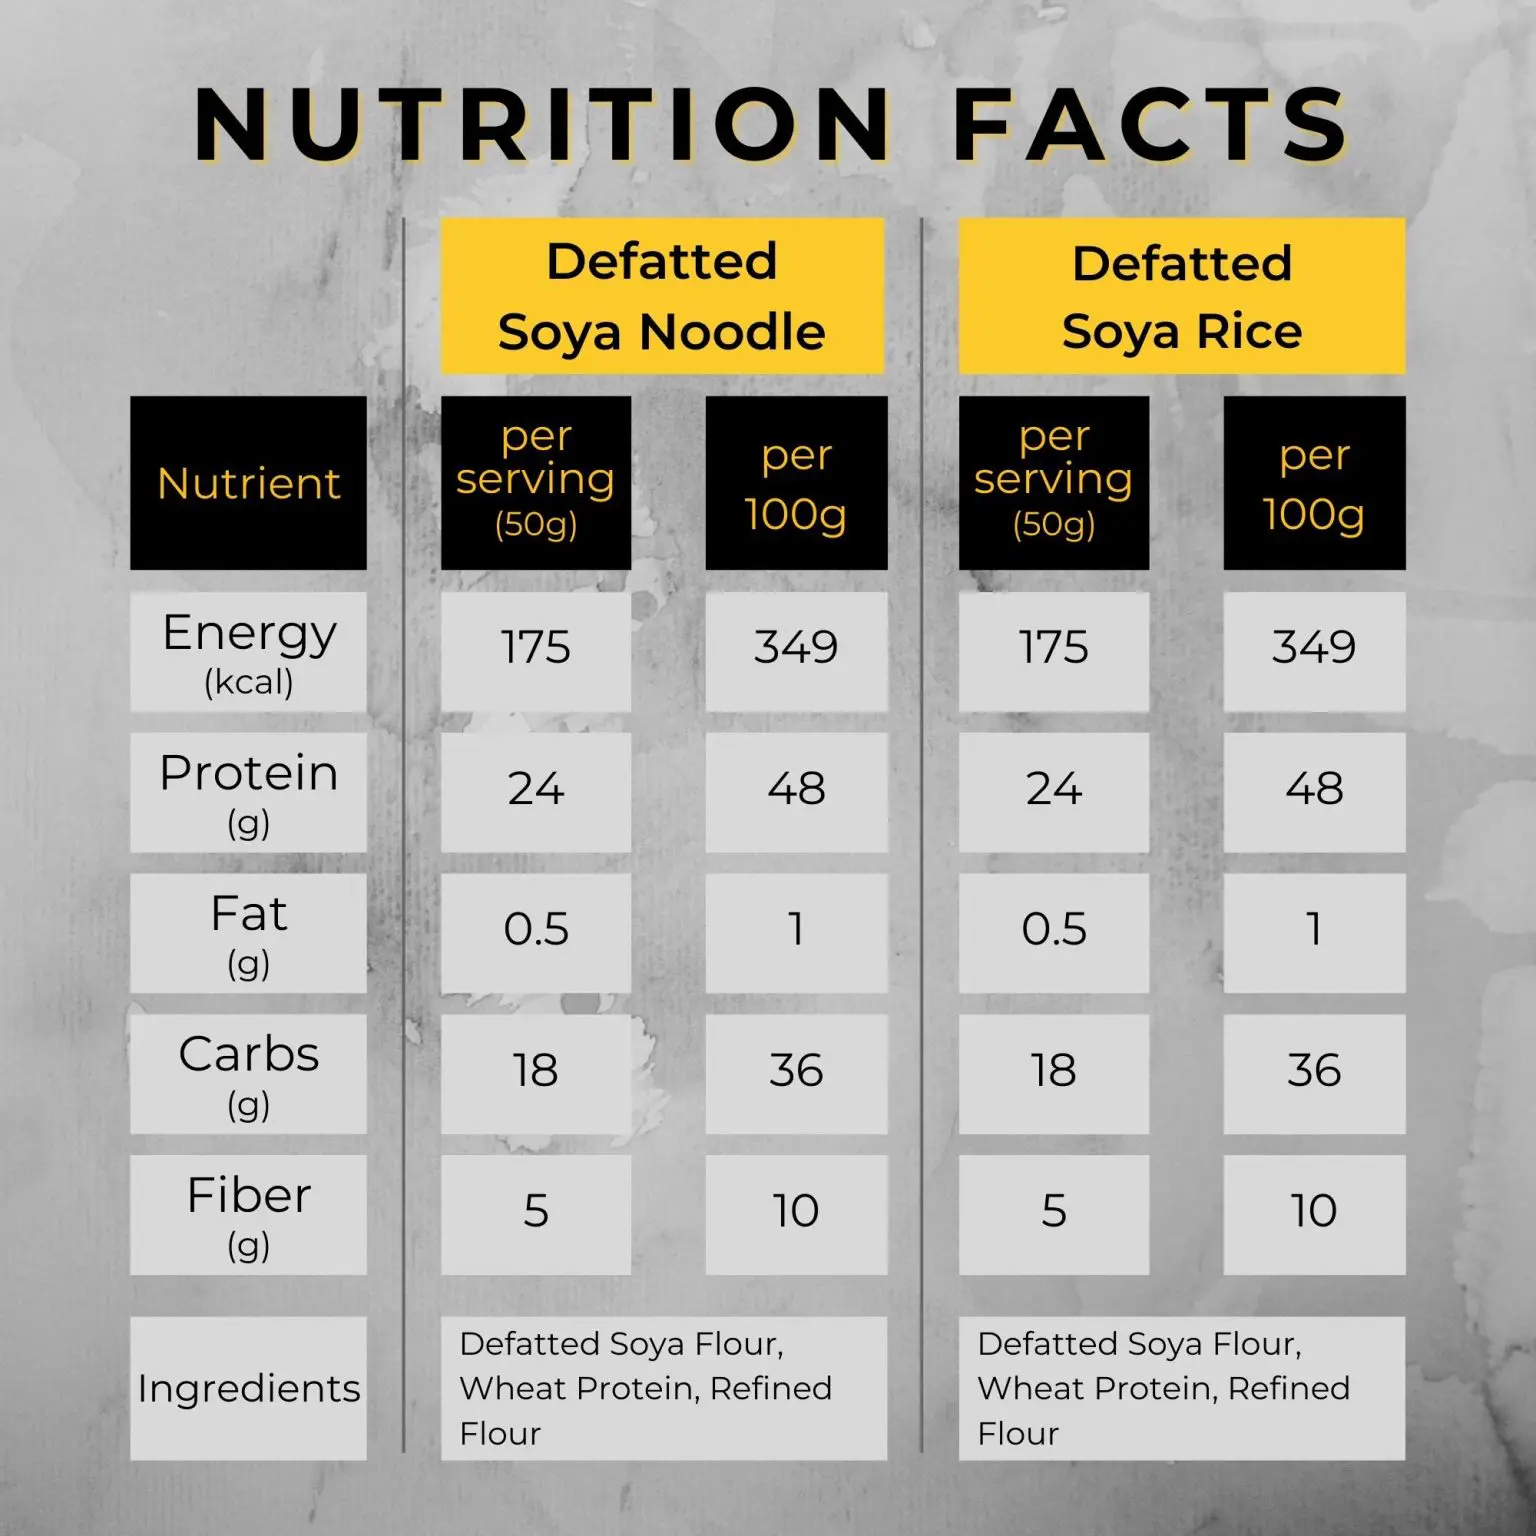 NUTRITION FACTS
Defatted
Soya Noodle
Defatted
Soya Rice
Nutrient
per
serving
(50g)
per
100g
per
serving
(50g)
per
100g
Energy
(kcal)
175
349
175
349
Protein
(g)
24
48
24
48
Fat
(g)
0.5
1
0.5
1
Carbs
(g)
18
36
18
36
Fiber
(g)
5
10
5
10
Ingredients
Defatted Soya Flour,
Wheat Protein, Refined
Flour
Defatted Soya Flour,
Wheat Protein, Refined
Flour